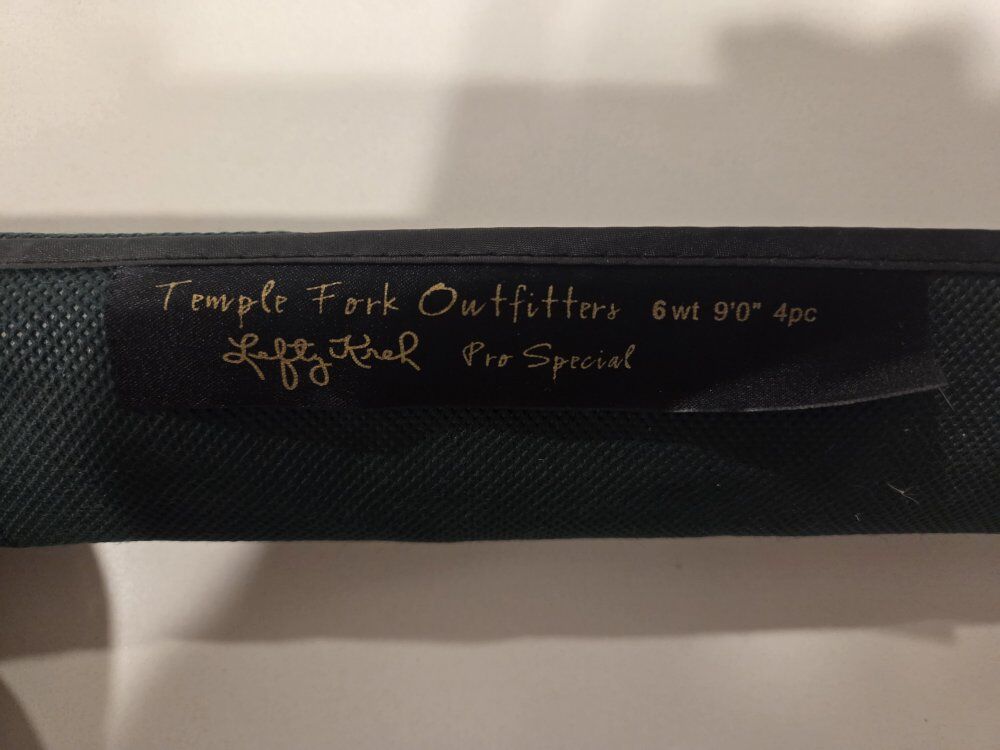 Temple Fork Outfitters 6wt 9'0" 4pc
Lefty Kreh Pro Special